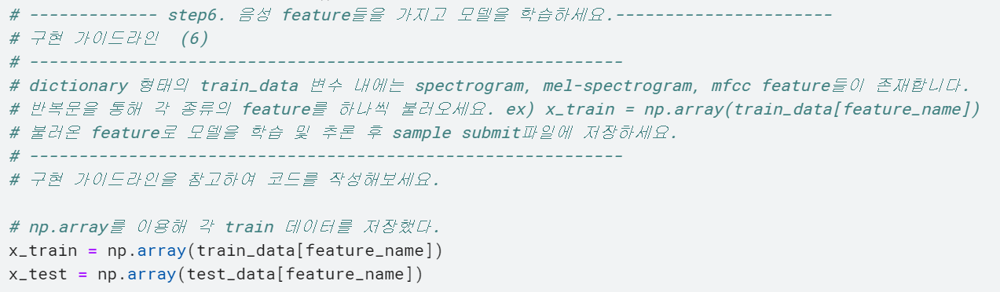 # ------------- step6. 음성 feature들을 가지고 모델을 학습하세요.----------------------
# 구현 가이드라인  (6)
# ------------------------------------------------------------
# dictionary 형태의 train_data 변수 내에는 spectrogram, mel-spectrogram, mfcc feature들이 존재합니다.
# 반복문을 통해 각 종류의 feature를 하나씩 불러오세요. ex) x_train = np.array(train_data[feature_name])
# 불러온 feature로 모델을 학습 및 추론 후 sample submit파일에 저장하세요.
# ------------------------------------------------------------
# 구현 가이드라인을 참고하여 코드를 작성해보세요.
# np.array를 이용해 각 train 데이터를 저장했다.
x_train = np.array(train_data[feature_name])
x_test = np.array(test_data[feature_name])